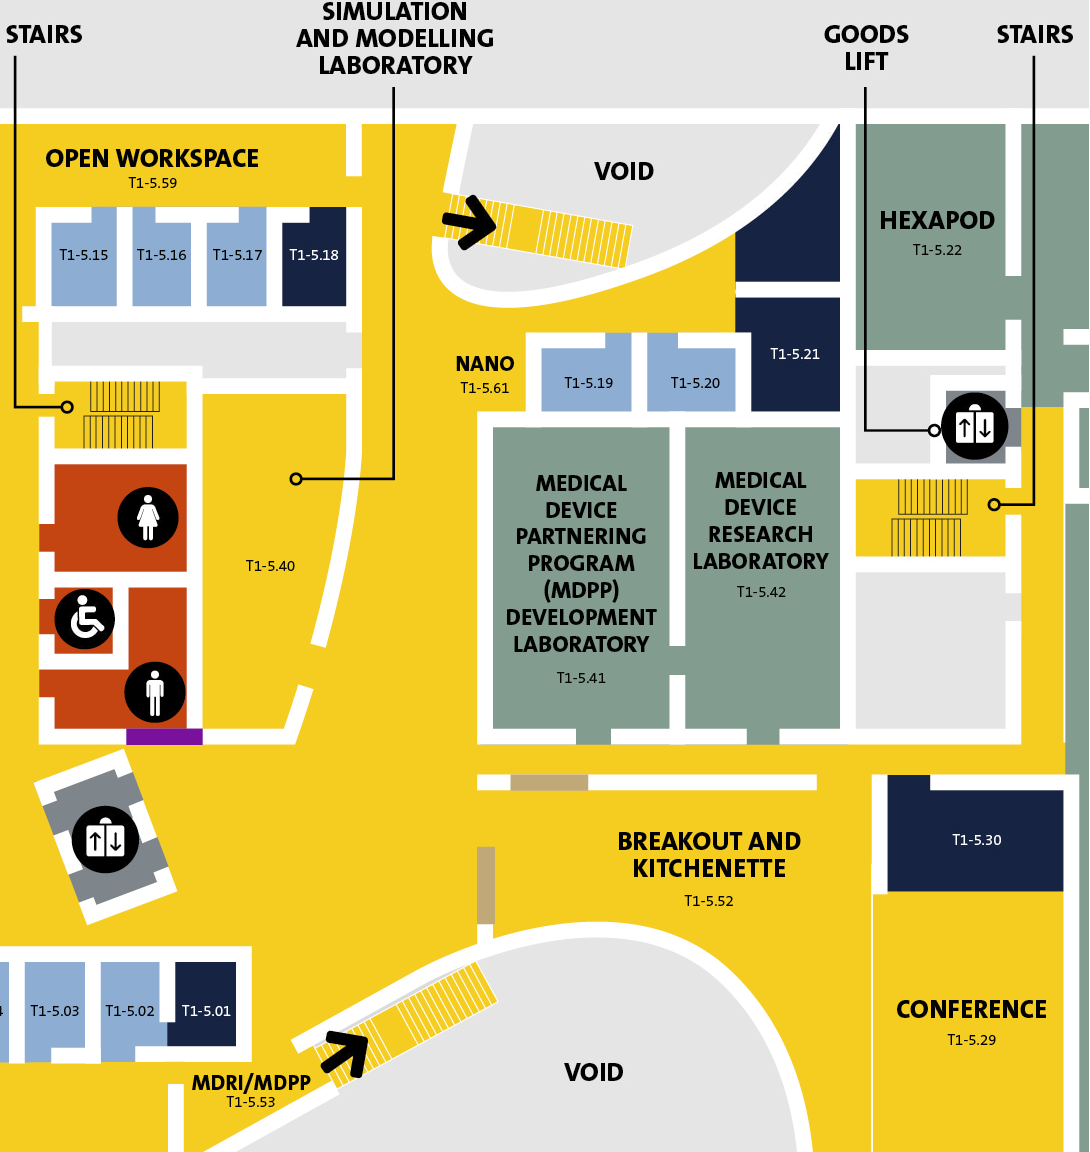 STAIRS
SIMULATION
AND MODELLING
LABORATORY
GOODS
LIFT
STAIRS
OPEN WORKSPACE
T1-5.59
VOID
HEXAPOD
T1-5.22
T1-5.15
T1-5.16
T1-5.17
T1-5.18
T1-5.21
NANO
T1-5.61
T1-5.19
T1-5.20
MEDICAL
DEVICE
PARTNERING
PROGRAM
(MDPP)
DEVELOPMENT
LABORATORY
T1-5.41
MEDICAL
DEVICE
RESEARCH
LABORATORY
T1-5.42
T1-5.40
BREAKOUT AND
KITCHENETTE
T1-5.52
T1-5.30
4
T1-5.03
T1-5.02
T1-5.01
CONFERENCE
T1-5.29
MDRI/MDPP
T1-5.53
VOID